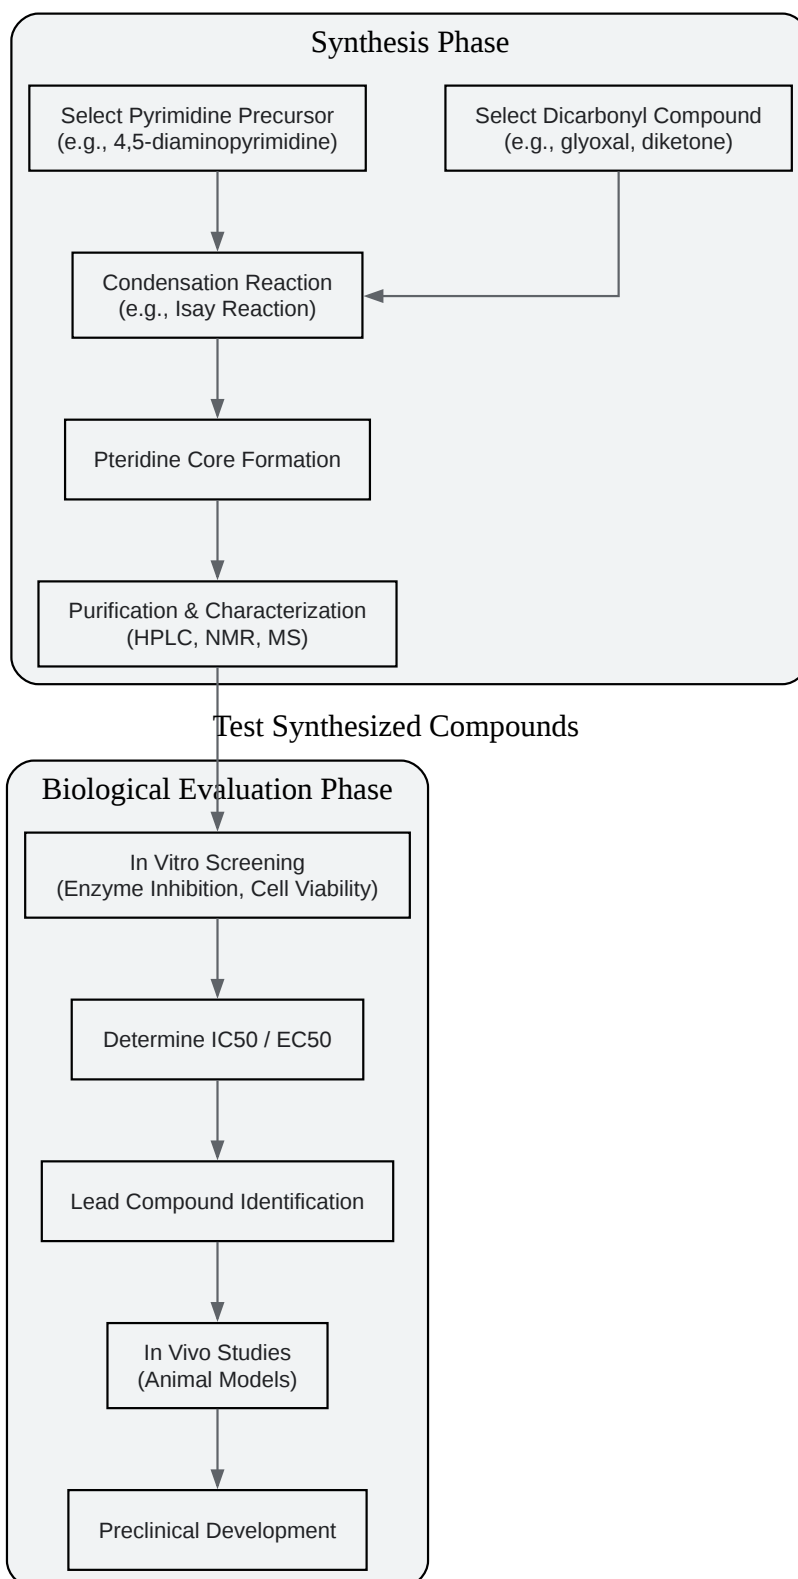 Synthesis Phase
Select Pyrimidine Precursor
(e.g., 4,5-diaminopyrimidine)
Select Dicarbonyl Compound
(e.g., glyoxal, diketone)
Condensation Reaction
(e.g., Isay Reaction)
Pteridine Core Formation
Purification & Characterization
(HPLC, NMR, MS)
Test Synthesized Compounds
Biological Evaluation Phase
In Vitro Screening
(Enzyme Inhibition, Cell Viability)
Determine IC50 / EC50
Lead Compound Identification
In Vivo Studies
(Animal Models)
Preclinical Development